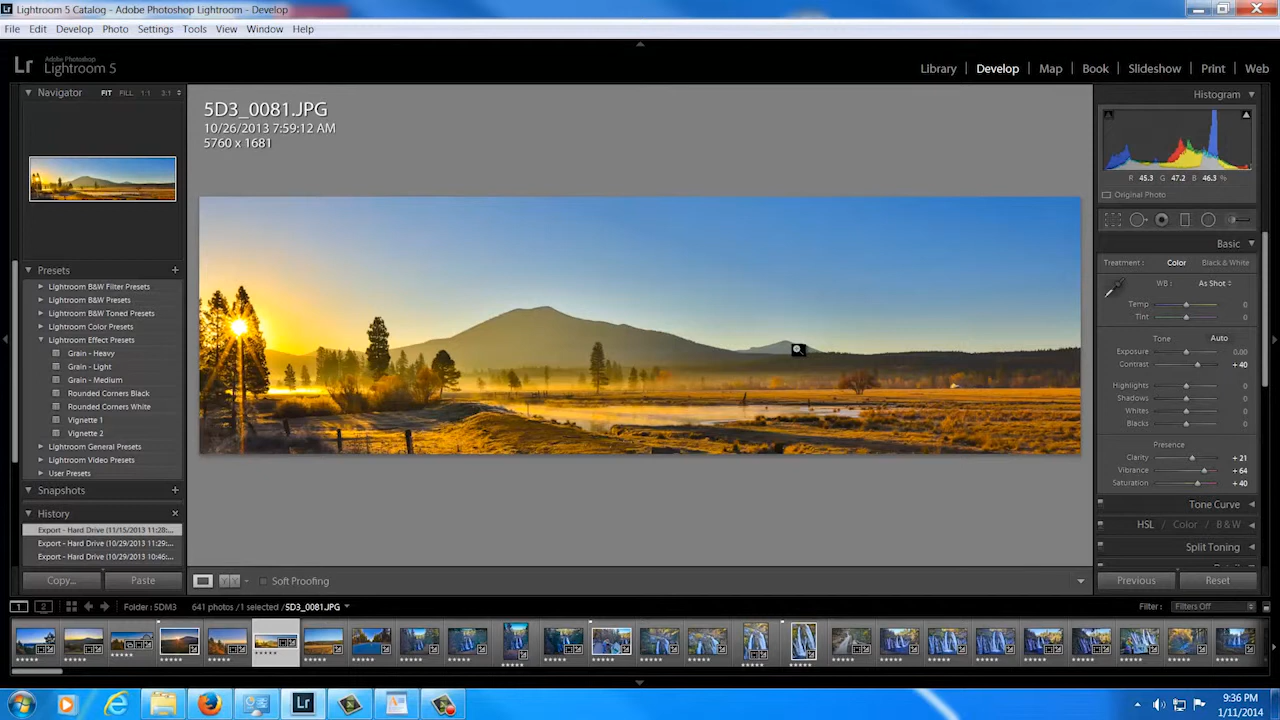 Lightroom 5 Catalog - Adobe Photoshop Lightroom - Develop
File Edit Develop Photo Settings Tools View Window Help
Lr Adobe Photoshop
Lightroom 5
Library Develop Map Book Slideshow Print Web
Navigator FIT FILL 1:1 3:1
5D3_0081.JPG
10/26/2013 7:59:12 AM
5760 x 1681
Presets +
Lightroom B&W Filter Presets
Lightroom B&W Presets
Lightroom B&W Toned Presets
Lightroom Color Presets
Lightroom Effect Presets
Grain - Heavy
Grain - Light
Grain - Medium
Rounded Corners Black
Rounded Corners White
Vignette 1
Vignette 2
Lightroom General Presets
Lightroom Video Presets
User Presets
Snapshots +
History
Export - Hard Drive (11/15/2013 11:28:...
Export - Hard Drive (10/29/2013 11:29:...
Export - Hard Drive (10/29/2013 10:46:...
Copy... Paste
Histogram
R 45.3 G 47.2 B 46.3 %
Original Photo
Basic
Treatment: Color Black & White
WB: As Shot
Temp 0
Tint 0
Tone Auto
Exposure 0.00
Contrast + 40
Highlights 0
Shadows 0
Whites 0
Blacks 0
Presence
Clarity + 21
Vibrance + 64
Saturation + 40
Tone Curve
HSL / Color / B & W
Split Toning
Previous Reset
Soft Proofing
1 2 Folder: 5DM3 641 photos /1 selected /5D3_0081.JPG Filter: Filters Off
Lr
9:36 PM
1/11/2014